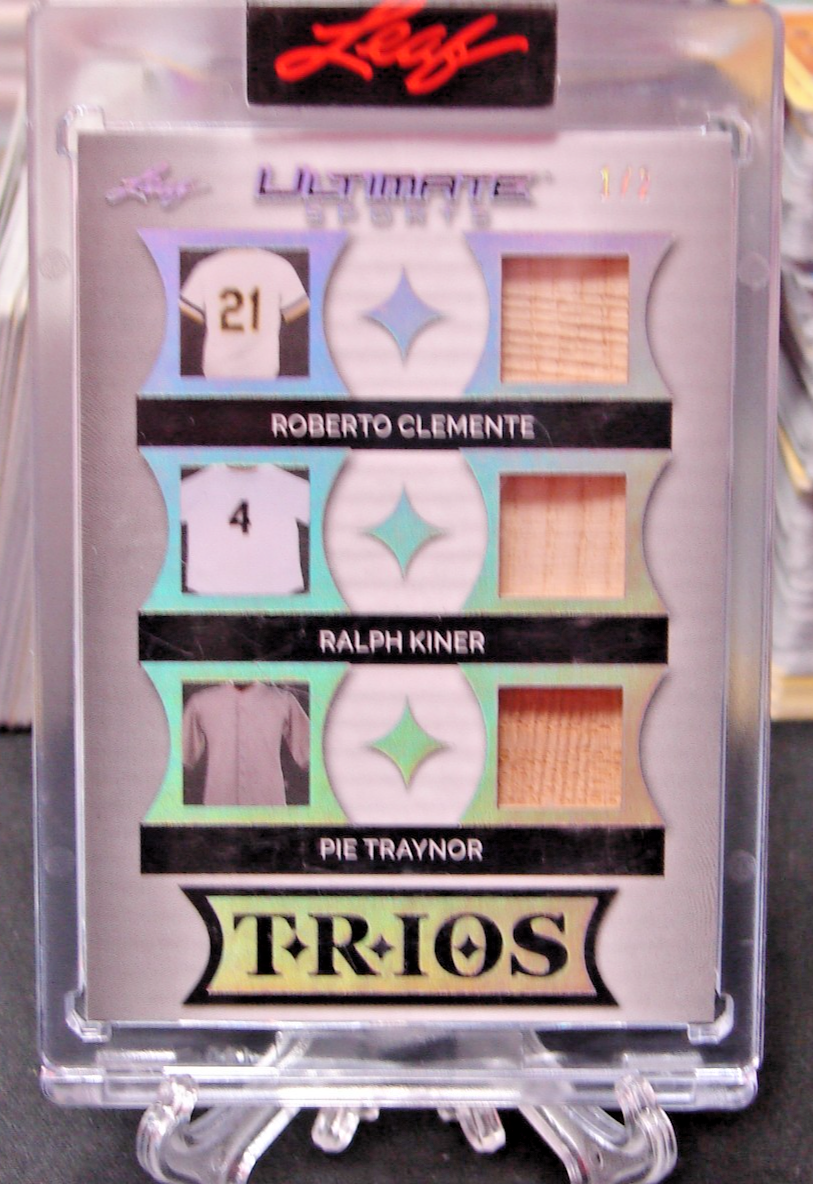 Leaf
Leaf ULTIMATE 1/2
SPORTS
21
ROBERTO CLEMENTE
4
RALPH KINER
PIE TRAYNOR
TRIOS